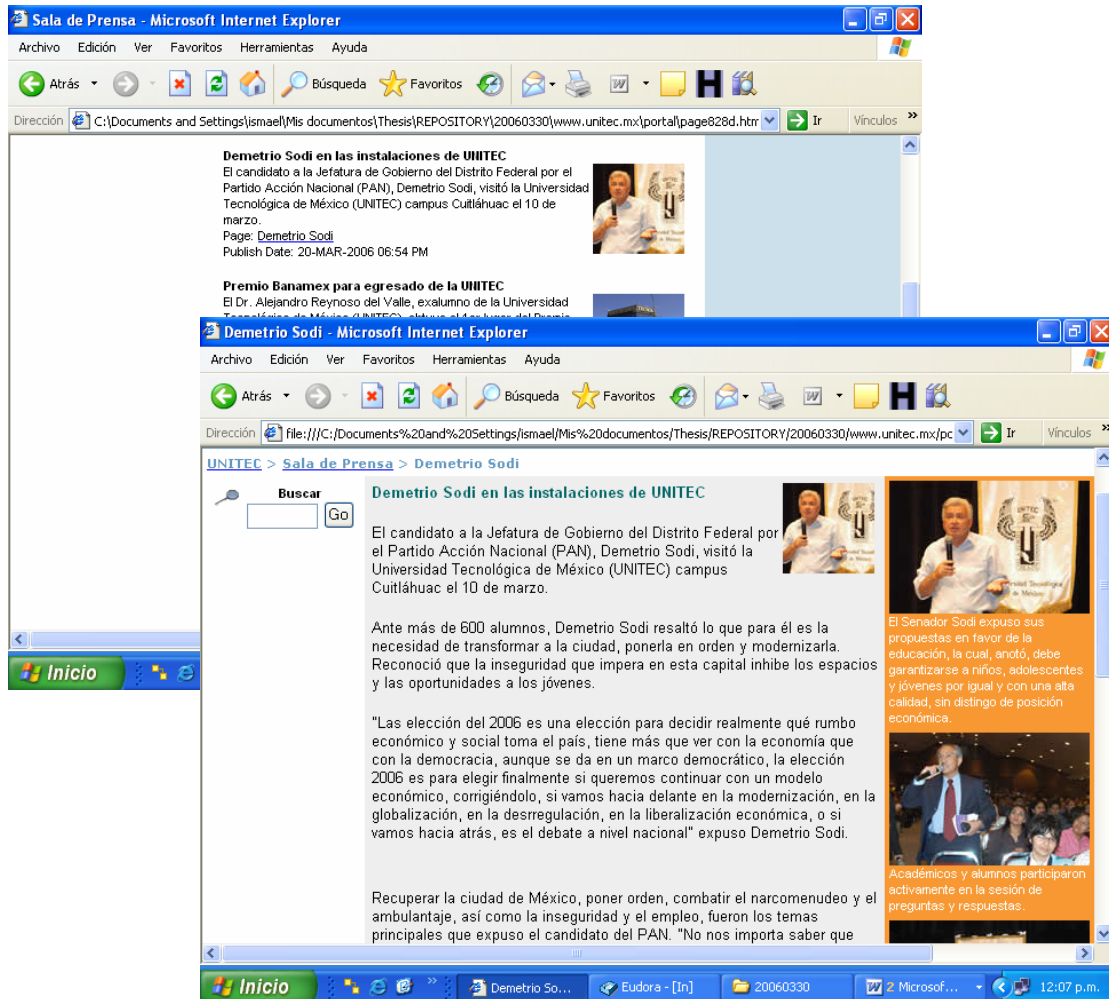 Sala de Prensa - Microsoft Internet Explorer
Archivo Edición Ver Favoritos Herramientas Ayuda
Atrás Búsqueda Favoritos
Dirección C:\Documents and Settings\ismael\Mis documentos\Thesis\REPOSITORY\20060330\www.unitec.mx\portal\page828d.htm Ir Vínculos »
Demetrio Sodi en las instalaciones de UNITEC
El candidato a la Jefatura de Gobierno del Distrito Federal por el
Partido Acción Nacional (PAN), Demetrio Sodi, visitó la Universidad
Tecnológica de México (UNITEC) campus Cuitláhuac el 10 de
marzo.
Page: Demetrio Sodi
Publish Date: 20-MAR-2006 06:54 PM
Premio Banamex para egresado de la UNITEC
El Dr. Alejandro Reynoso del Valle, exalumno de la Universidad
Tecnológica de México (UNITEC), obtuvo el 1er lugar del Premio
Inicio
Demetrio Sodi - Microsoft Internet Explorer
Archivo Edición Ver Favoritos Herramientas Ayuda
Atrás Búsqueda Favoritos
Dirección file:///C:/Documents%20and%20Settings/ismael/Mis%20documentos/Thesis/REPOSITORY/20060330/www.unitec.mx/pc Ir Vínculos »
UNITEC > Sala de Prensa > Demetrio Sodi
Buscar
Go
Demetrio Sodi en las instalaciones de UNITEC
El candidato a la Jefatura de Gobierno del Distrito Federal por
el Partido Acción Nacional (PAN), Demetrio Sodi, visitó la
Universidad Tecnológica de México (UNITEC) campus
Cuitláhuac el 10 de marzo.
Ante más de 600 alumnos, Demetrio Sodi resaltó lo que para él es la
necesidad de transformar a la ciudad, ponerla en orden y modernizarla.
Reconoció que la inseguridad que impera en esta capital inhibe los espacios
y las oportunidades a los jóvenes.
"Las elección del 2006 es una elección para decidir realmente qué rumbo
económico y social toma el país, tiene más que ver con la economía que
con la democracia, aunque se da en un marco democrático, la elección
2006 es para elegir finalmente si queremos continuar con un modelo
económico, corrigiéndolo, si vamos hacia delante en la modernización, en la
globalización, en la desrregulación, en la liberalización económica, o si
vamos hacia atrás, es el debate a nivel nacional" expuso Demetrio Sodi.
Recuperar la ciudad de México, poner orden, combatir el narcomenudeo y el
ambulantaje, así como la inseguridad y el empleo, fueron los temas
principales que expuso el candidato del PAN. "No nos importa saber que
El Senador Sodi expuso sus
propuestas en favor de la
educación, la cual, anotó, debe
garantizarse a niños, adolescentes
y jóvenes por igual y con una alta
calidad, sin distingo de posición
económica.
Académicos y alumnos participaron
activamente en la sesión de
preguntas y respuestas.
Inicio » Demetrio So... Eudora - [In] 20060330 2 Microsof... 12:07 p.m.